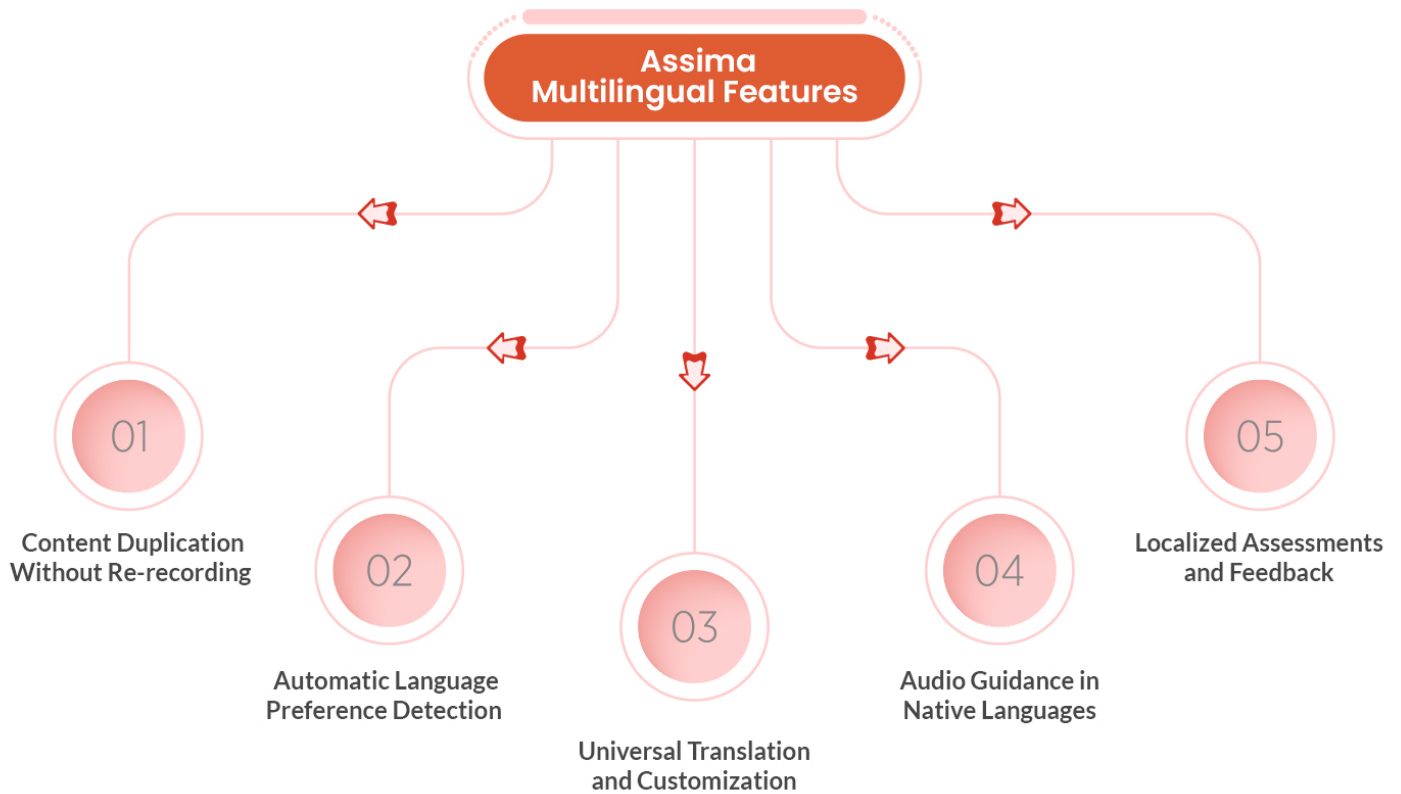 Assima
Multilingual Features
01
Content Duplication
Without Re-recording
02
Automatic Language
Preference Detection
03
Universal Translation
and Customization
04
Audio Guidance in
Native Languages
05
Localized Assessments
and Feedback